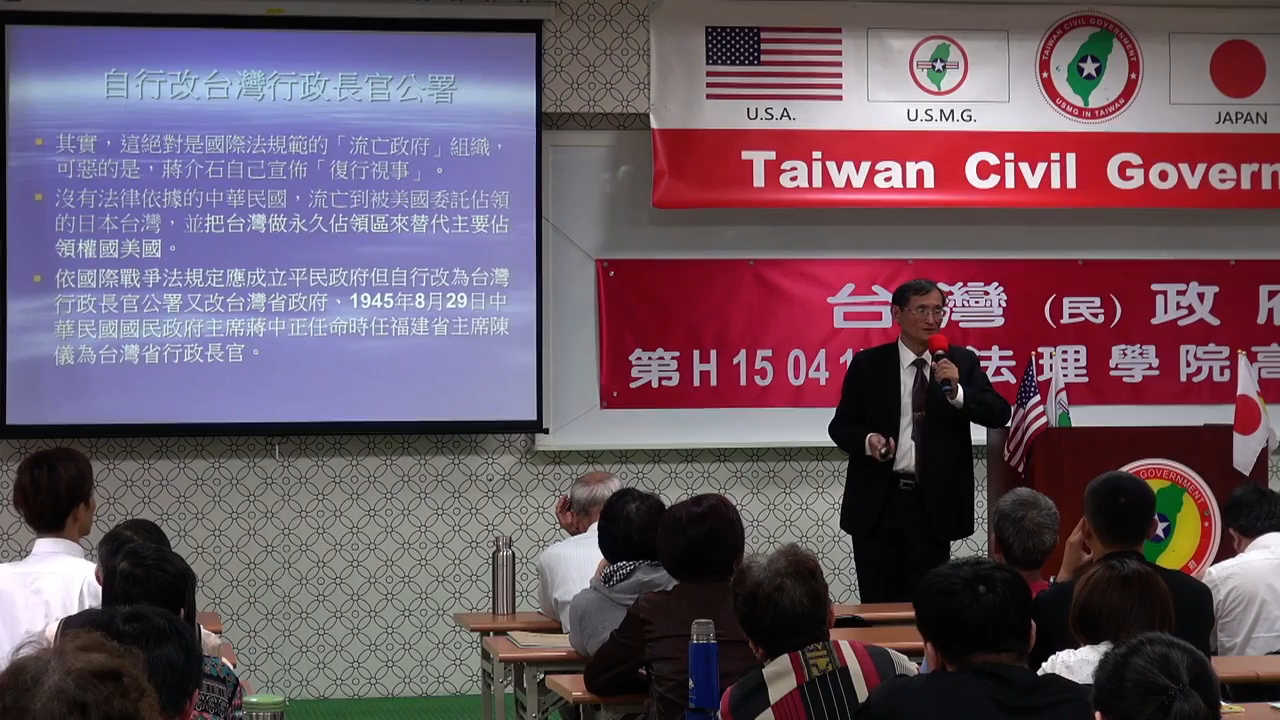 自行改台灣行政長官公署
其實，這絕對是國際法規範的「流亡政府」組織，
可惡的是，蔣介石自己宣佈「復行視事」。
沒有法律依據的中華民國，流亡到被美國委託佔領
的日本台灣，並把台灣做永久佔領區來替代主要佔
領權國美國。
依國際戰爭法規定應成立平民政府但自行改為台灣
行政長官公署又改台灣省政府、1945年8月29日中
華民國國民政府主席蔣中正任命時任福建省主席陳
儀為台灣省行政長官。
U.S.A.
U.S.M.G.
TAIWAN CIVIL GOVERNMENT
USMG IN TAIWAN
JAPAN
Taiwan Civil Govern
台灣（民）政府
第H 15 04 1 法理學院高
GOVERNMENT